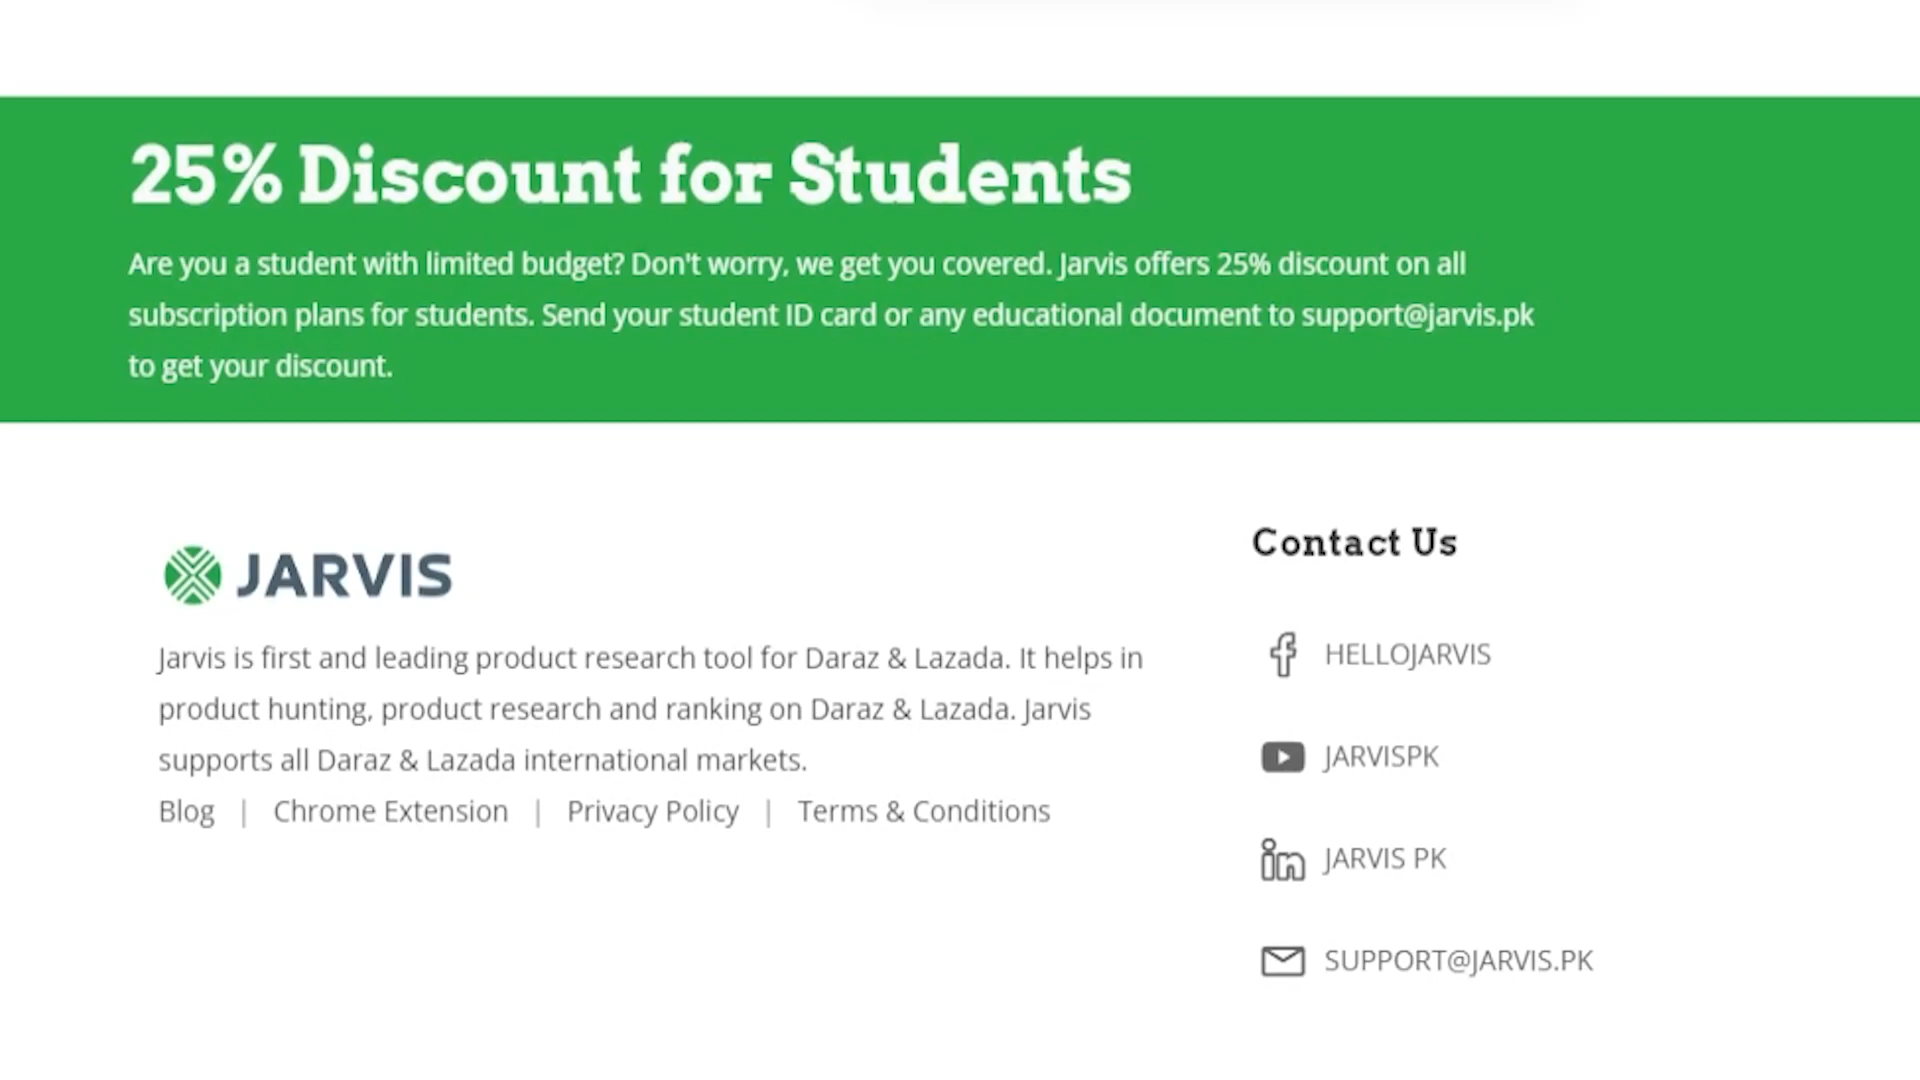 25% Discount for Students
Are you a student with limited budget? Don't worry, we get you covered. Jarvis offers 25% discount on all
subscription plans for students. Send your student ID card or any educational document to support@jarvis.pk
to get your discount.
JARVIS
Jarvis is first and leading product research tool for Daraz & Lazada. It helps in
product hunting, product research and ranking on Daraz & Lazada. Jarvis
supports all Daraz & Lazada international markets.
Blog | Chrome Extension | Privacy Policy | Terms & Conditions
Contact Us
HELLOJARVIS
JARVISPK
JARVIS PK
SUPPORT@JARVIS.PK